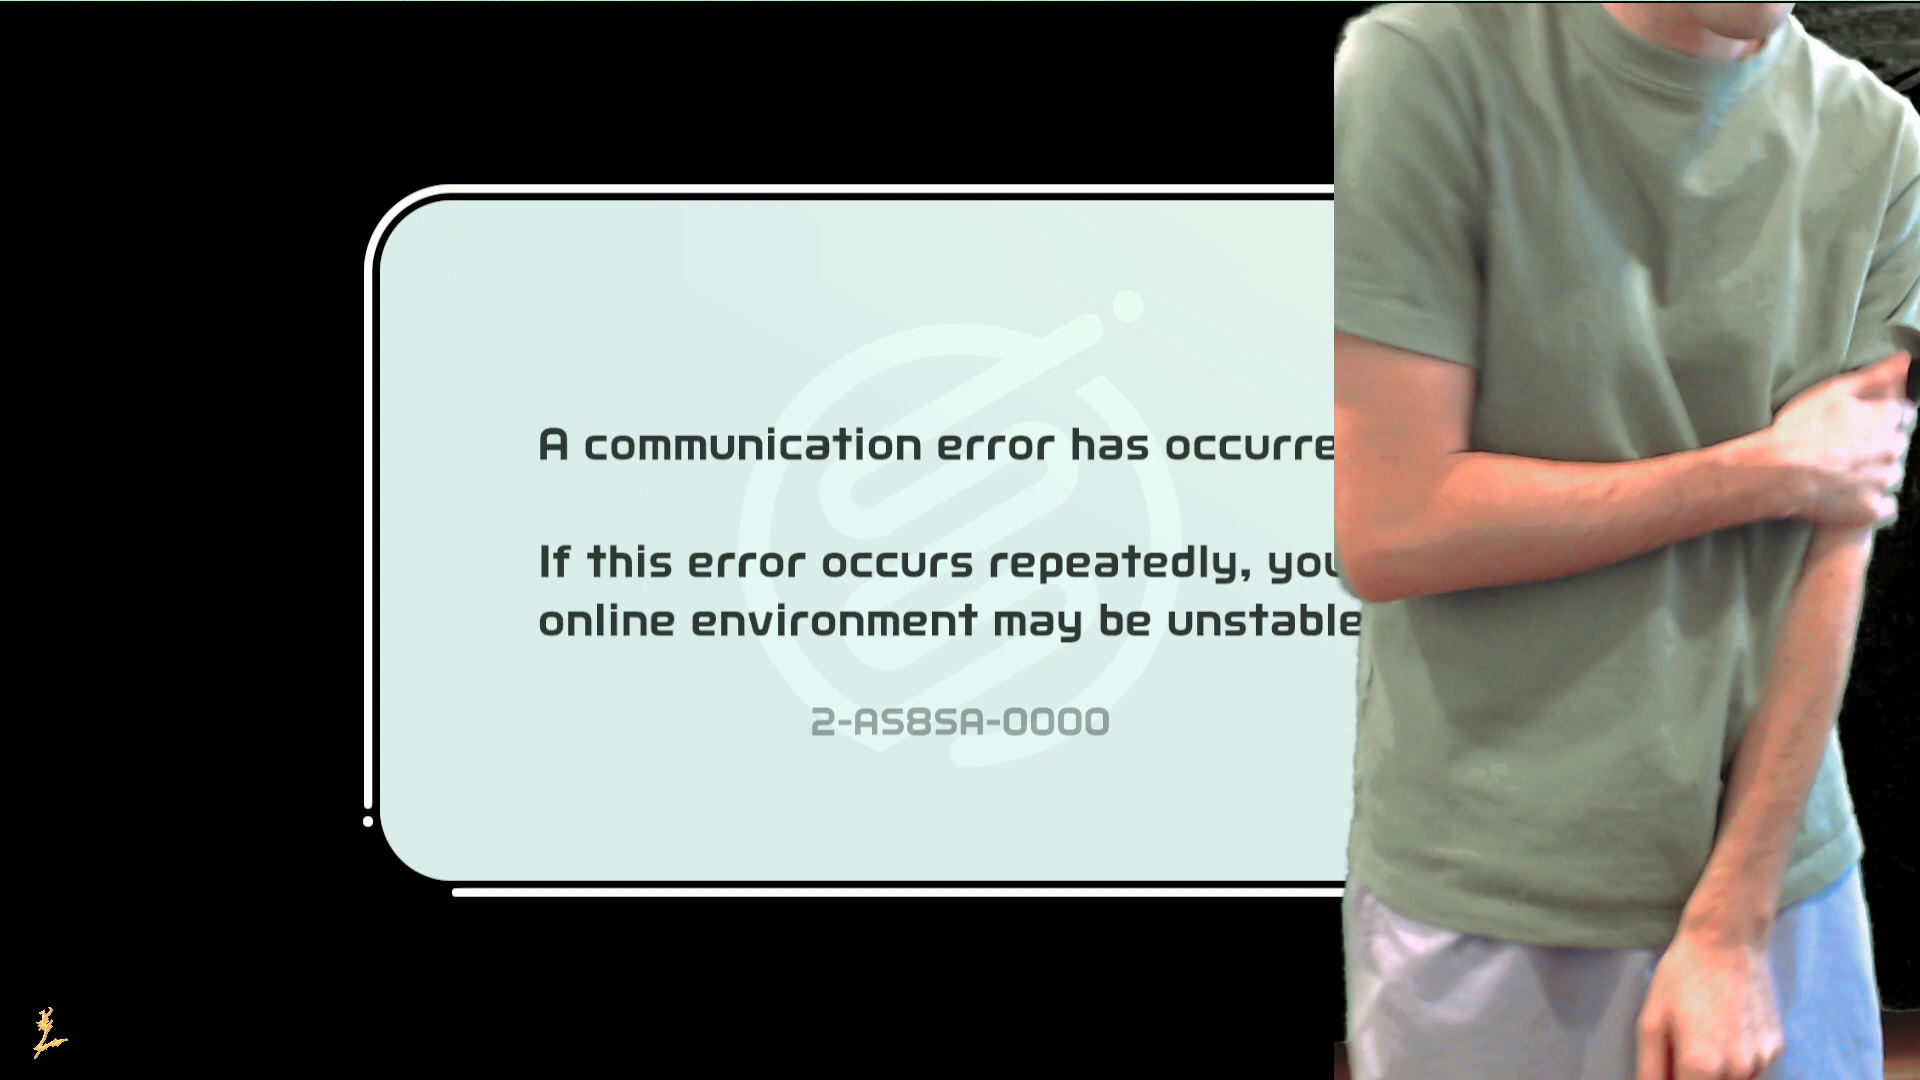 A communication error has occurre
If this error occurs repeatedly, you
online environment may be unstable
2-AS8SA-0000